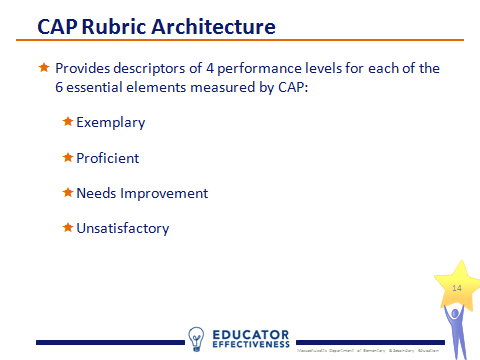 CAP Rubric Architecture
Provides descriptors of 4 performance levels for each of the
6 essential elements measured by CAP:
Exemplary
Proficient
Needs Improvement
Unsatisfactory
14
EDUCATOR
EFFECTIVENESS
Massachusetts Department of Elementary & Secondary Education